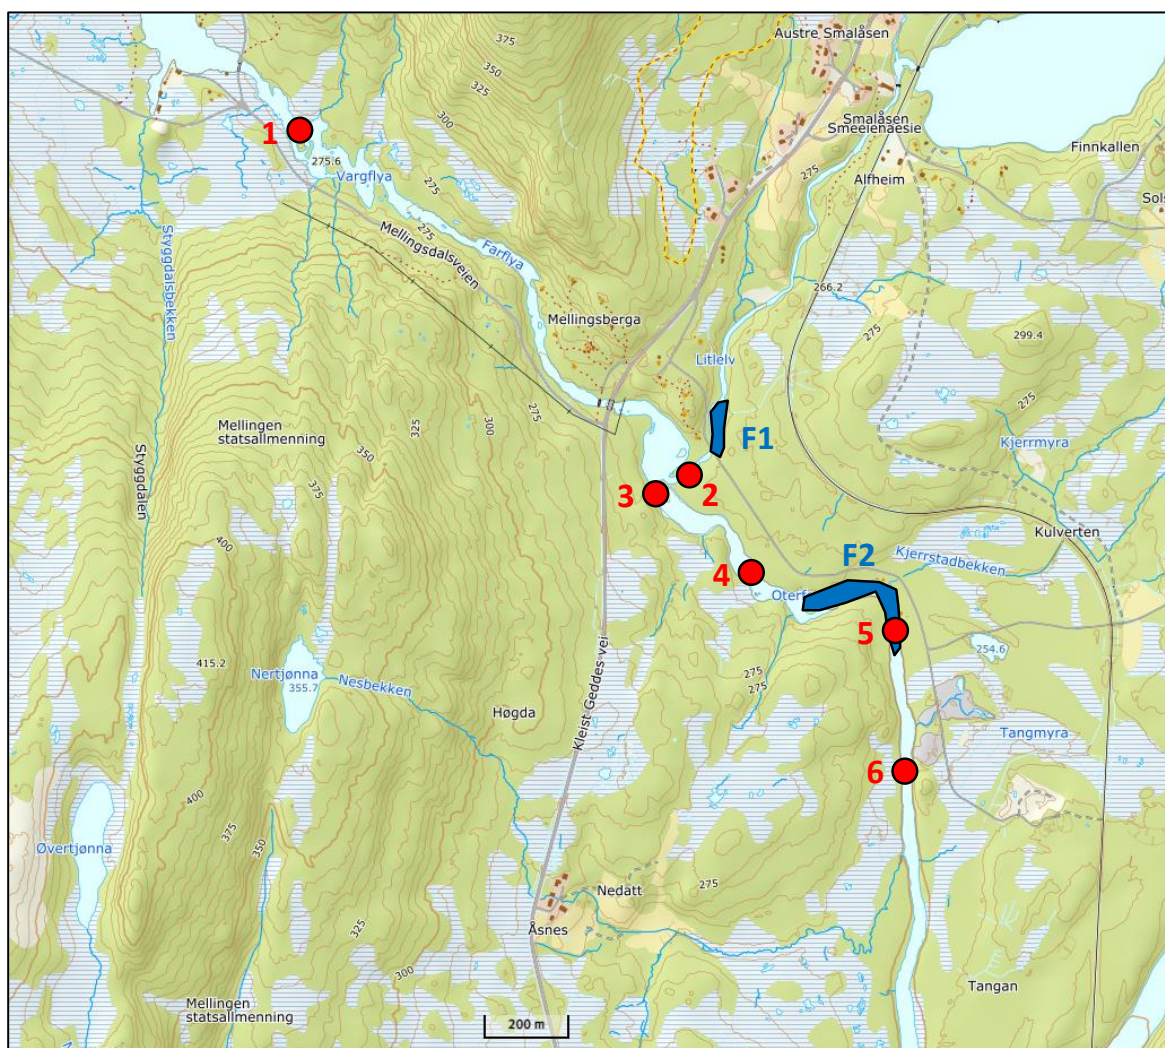 375
Austre Smalåsen
350
325
300
Smalåsen
Smeeienaesie
Finnkallen
1
275.6
Vargflya
275
Alfheim
275
Sols
275
Styggdalsbekken
Mellingsdalsveien
275
Farflya
266.2
Mellingsberga
275
299.4
Litlelv
275
300
325
275
Mellingen
statsallmenning
350
F1
Kjerrmyra
Styggdalen
375
2
3
400
Kulverten
Kjerrstadbekken
F2
4
Oterf
5
415.2
Nertjønna
355.7
Nesbekken
275
275
254.6
Høgda
Kleist Geddes vei
Tangmyra
6
400
375
350
Øvertjønna
Nedatt
275
Åsnes
325
300
Tangan
Mellingen
statsallmenning
200 m